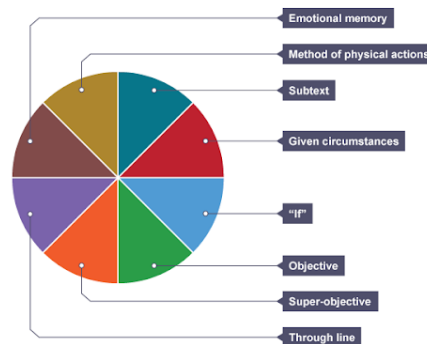 Emotional memory
Method of physical actions
Subtext
Given circumstances
“If”
Objective
Super-objective
Through line